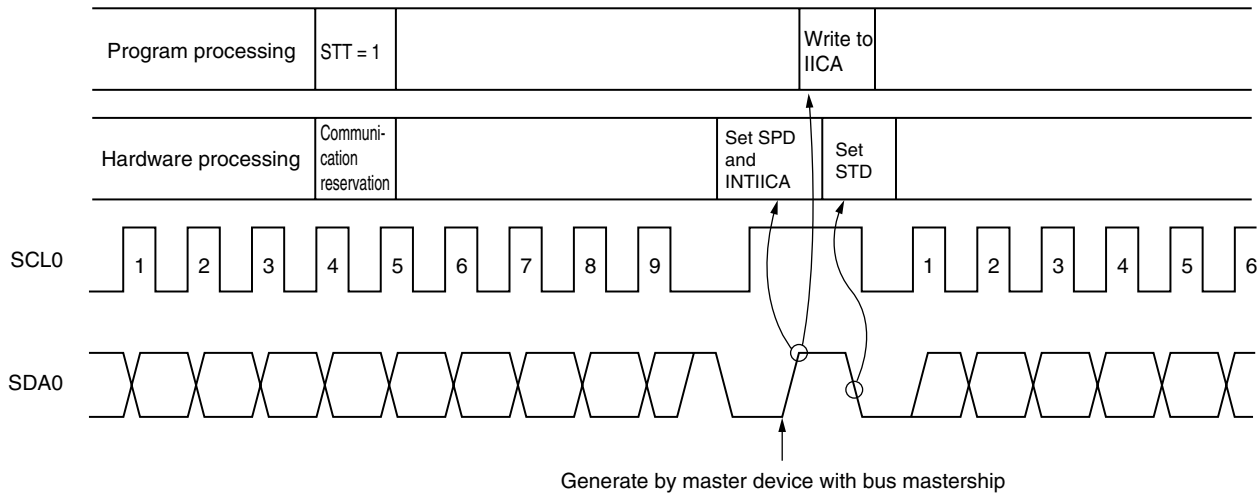 Program processing
STT = 1
Write to
IICA
Hardware processing
Communi-
cation
reservation
Set SPD
and
INTIICA
Set
STD
SCL0
1 2 3 4 5 6 7 8 9 1 2 3 4 5 6
SDA0
Generate by master device with bus mastership